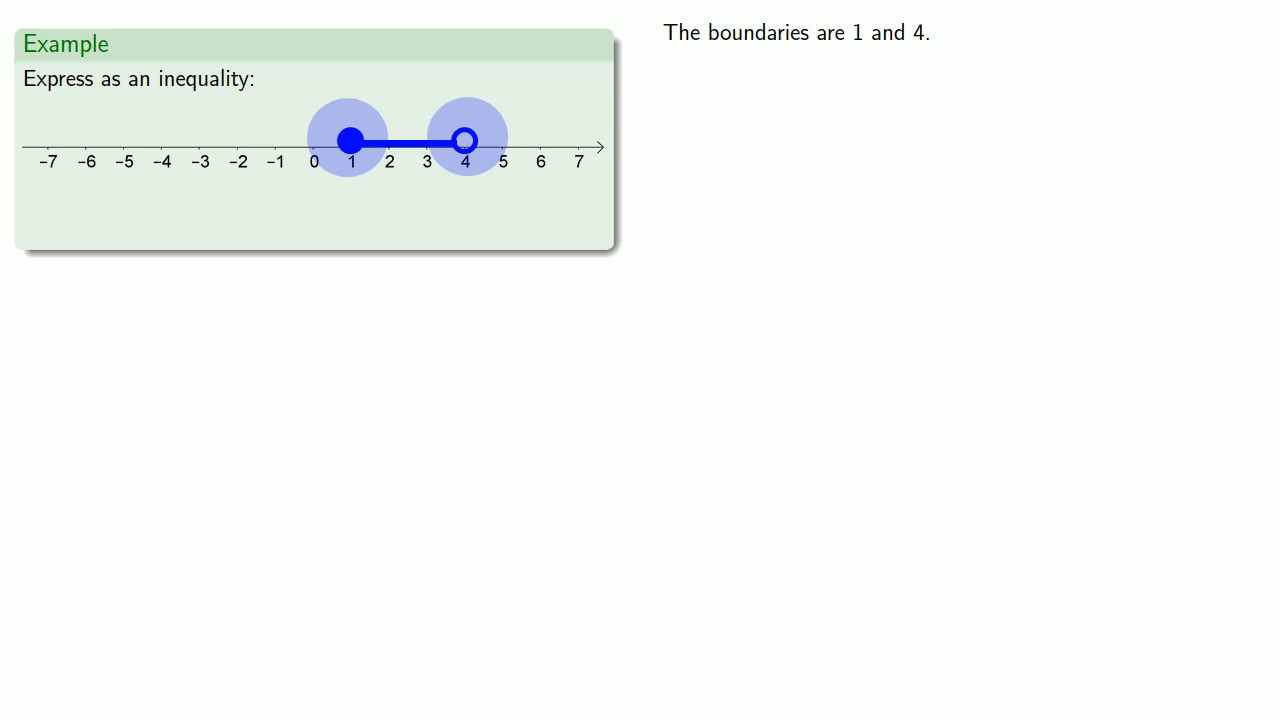 Example
Express as an inequality:
−7 −6 −5 −4 −3 −2 −1 0 1 2 3 4 5 6 7
The boundaries are 1 and 4.